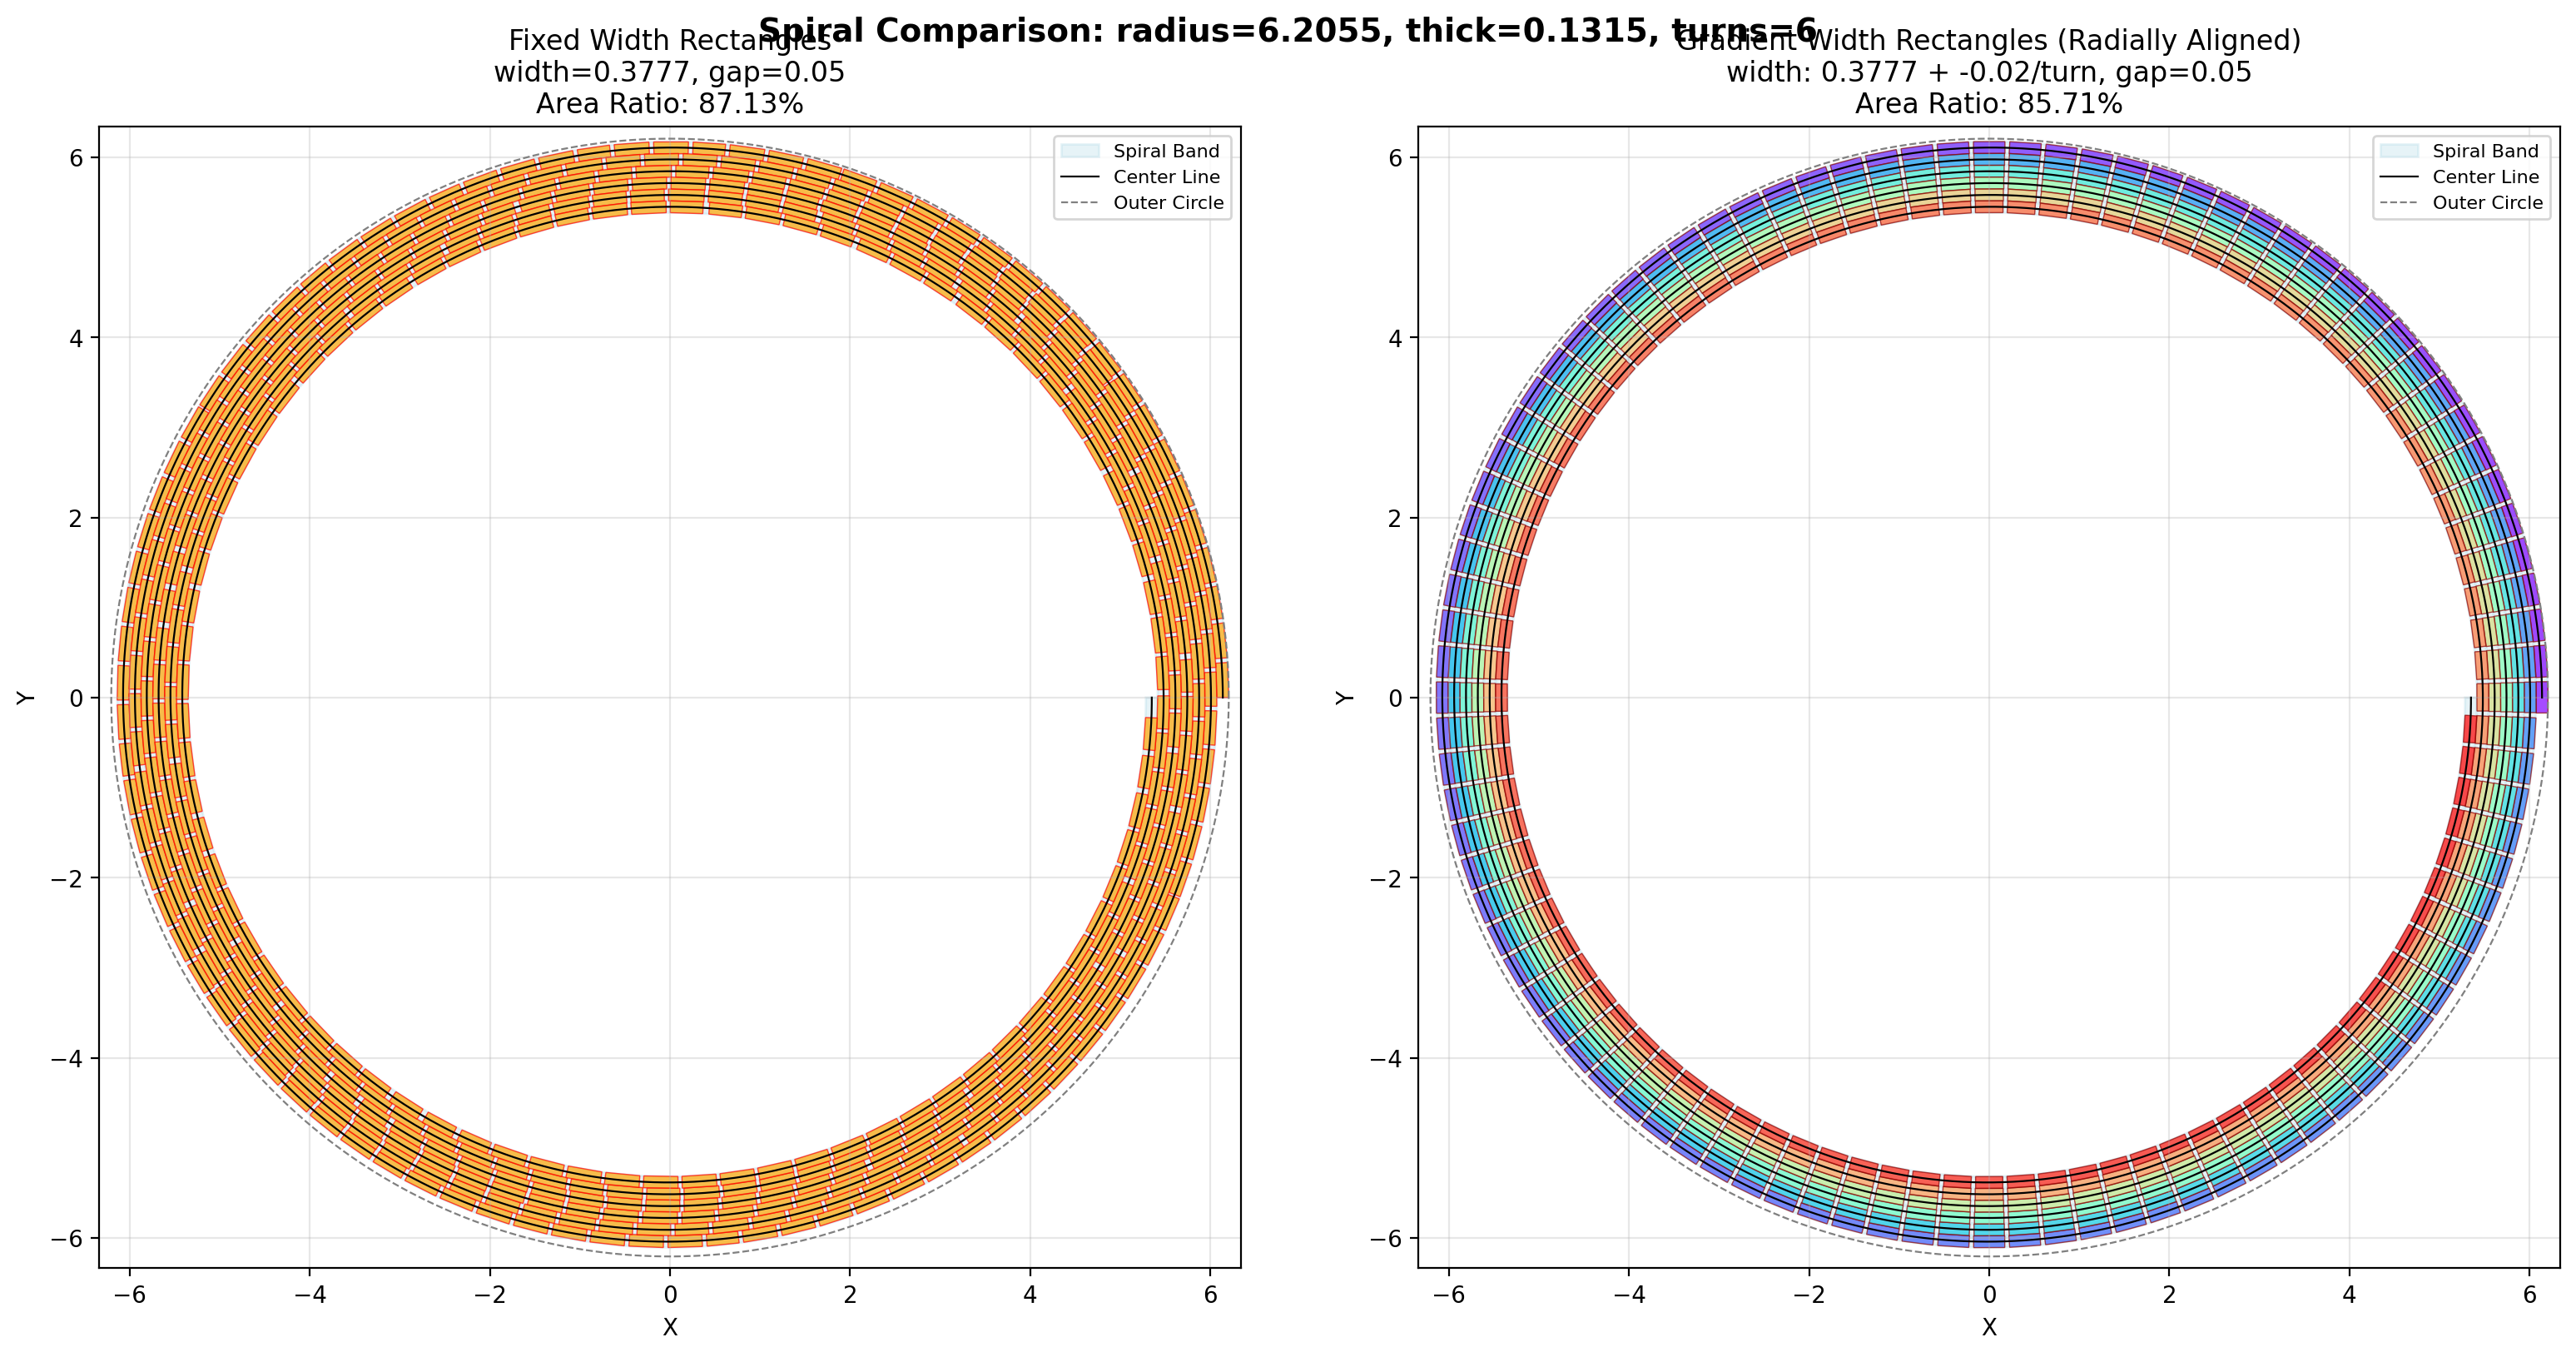 Spiral Comparison: radius=6.2055, thick=0.1315, turns=6
Fixed Width Rectangles
width=0.3777, gap=0.05
Area Ratio: 87.13%
Spiral Band
Center Line
Outer Circle
6
4
2
0
−2
−4
−6
Y
−6
−4
−2
0
2
4
6
X
Gradient Width Rectangles (Radially Aligned)
width: 0.3777 + -0.02/turn, gap=0.05
Area Ratio: 85.71%
Spiral Band
Center Line
Outer Circle
6
4
2
0
−2
−4
−6
Y
−6
−4
−2
0
2
4
6
X